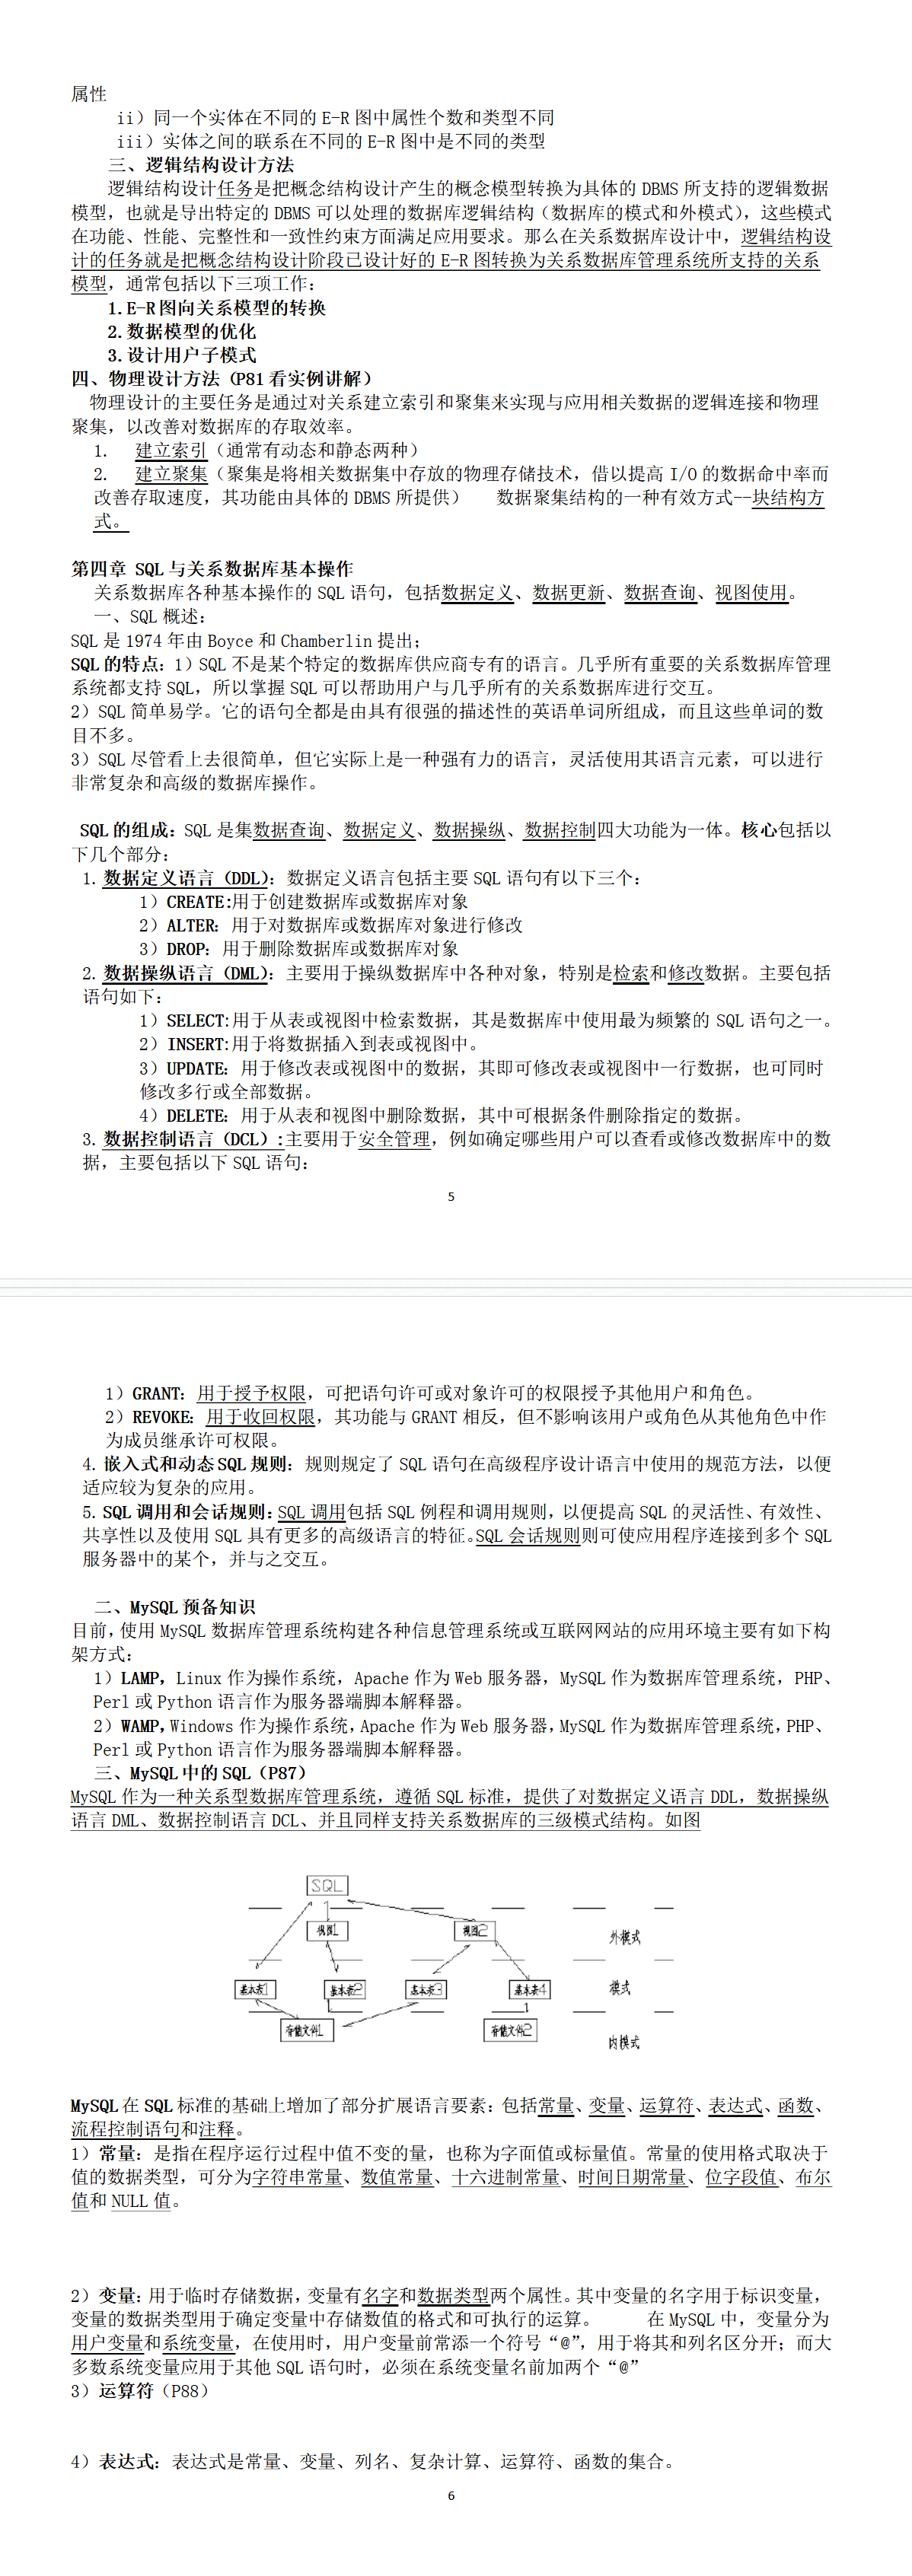 属性
ii）同一个实体在不同的 E-R 图中属性个数和类型不同
iii）实体之间的联系在不同的 E-R 图中是不同的类型
三、逻辑结构设计方法
逻辑结构设计任务是把概念结构设计产生的概念模型转换为具体的 DBMS 所支持的逻辑数据
模型，也就是导出特定的 DBMS 可以处理的数据库逻辑结构（数据库的模式和外模式），这些模式
在功能、性能、完整性和一致性约束方面满足应用要求。那么在关系数据库设计中，逻辑结构设
计的任务就是把概念结构设计阶段已设计好的 E-R 图转换为关系数据库管理系统所支持的关系
模型，通常包括以下三项工作：
1.E-R 图向关系模型的转换
2.数据模型的优化
3.设计用户子模式
四、物理设计方法（P81 看实例讲解）
物理设计的主要任务是通过对关系建立索引和聚集来实现与应用相关数据的逻辑连接和物理
聚集，以改善对数据库的存取效率。
1. 建立索引（通常有动态和静态两种）
2. 建立聚集（聚集是将相关数据集中存放的物理存储技术，借以提高 I/O 的数据命中率而
改善存取速度，其功能由具体的 DBMS 所提供） 数据聚集结构的一种有效方式--块结构方
式。
第四章 SQL 与关系数据库基本操作
关系数据库各种基本操作的 SQL 语句，包括数据定义、数据更新、数据查询、视图使用。
一、SQL 概述：
SQL 是 1974 年由 Boyce 和 Chamberlin 提出；
SQL 的特点：1）SQL 不是某个特定的数据库供应商专有的语言。几乎所有重要的关系数据库管理
系统都支持 SQL，所以掌握 SQL 可以帮助用户与几乎所有的关系数据库进行交互。
2）SQL 简单易学。它的语句全都是由具有很强的描述性的英语单词所组成，而且这些单词的数
目不多。
3）SQL 尽管看上去很简单，但它实际上是一种强有力的语言，灵活使用其语言元素，可以进行
非常复杂和高级的数据库操作。
SQL 的组成：SQL 是集数据查询、数据定义、数据操纵、数据控制四大功能为一体。核心包括以
下几个部分：
1. 数据定义语言（DDL）：数据定义语言包括主要 SQL 语句有以下三个：
1）CREATE:用于创建数据库或数据库对象
2）ALTER：用于对数据库或数据库对象进行修改
3）DROP：用于删除数据库或数据库对象
2. 数据操纵语言（DML）：主要用于操纵数据库中各种对象，特别是检索和修改数据。主要包括
语句如下：
1）SELECT:用于从表或视图中检索数据，其是数据库中使用最为频繁的 SQL 语句之一。
2）INSERT:用于将数据插入到表或视图中。
3）UPDATE：用于修改表或视图中的数据，其即可修改表或视图中一行数据，也可同时
修改多行或全部数据。
4）DELETE：用于从表和视图中删除数据，其中可根据条件删除指定的数据。
3. 数据控制语言（DCL）:主要用于安全管理，例如确定哪些用户可以查看或修改数据库中的数
据，主要包括以下 SQL 语句：
5
1）GRANT：用于授予权限，可把语句许可或对象许可的权限授予其他用户和角色。
2）REVOKE：用于收回权限，其功能与 GRANT 相反，但不影响该用户或角色从其他角色中作
为成员继承许可权限。
4. 嵌入式和动态 SQL 规则：规则规定了 SQL 语句在高级程序设计语言中使用的规范方法，以便
适应较为复杂的应用。
5. SQL 调用和会话规则：SQL 调用包括 SQL 例程和调用规则，以便提高 SQL 的灵活性、有效性、
共享性以及使用 SQL 具有更多的高级语言的特征。SQL 会话规则则可使应用程序连接到多个 SQL
服务器中的某个，并与之交互。
二、MySQL 预备知识
目前，使用 MySQL 数据库管理系统构建各种信息管理系统或互联网网站的应用环境主要有如下构
架方式：
1）LAMP，Linux 作为操作系统，Apache 作为 Web 服务器，MySQL 作为数据库管理系统，PHP、
Perl 或 Python 语言作为服务器端脚本解释器。
2）WAMP，Windows 作为操作系统，Apache 作为 Web 服务器，MySQL 作为数据库管理系统，PHP、
Perl 或 Python 语言作为服务器端脚本解释器。
三、MySQL 中的 SQL（P87）
MySQL 作为一种关系型数据库管理系统，遵循 SQL 标准，提供了对数据定义语言 DDL，数据操纵
语言 DML、数据控制语言 DCL、并且同样支持关系数据库的三级模式结构。如图
SQL
视图1 视图2 外模式
基本表1 基本表2 基本表3 基本表4 模式
存储文件1 存储文件2 内模式
MySQL 在 SQL 标准的基础上增加了部分扩展语言要素：包括常量、变量、运算符、表达式、函数、
流程控制语句和注释。
1）常量：是指在程序运行过程中值不变的量，也称为字面值或标量值。常量的使用格式取决于
值的数据类型，可分为字符串常量、数值常量、十六进制常量、时间日期常量、位字段值、布尔
值和 NULL 值。
2）变量：用于临时存储数据，变量有名字和数据类型两个属性。其中变量的名字用于标识变量，
变量的数据类型用于确定变量中存储数值的格式和可执行的运算。 在 MySQL 中，变量分为
用户变量和系统变量，在使用时，用户变量前常添一个符号“@”，用于将其和列名区分开；而大
多数系统变量应用于其他 SQL 语句时，必须在系统变量名前加两个“@”
3）运算符（P88）
4）表达式：表达式是常量、变量、列名、复杂计算、运算符、函数的集合。
6